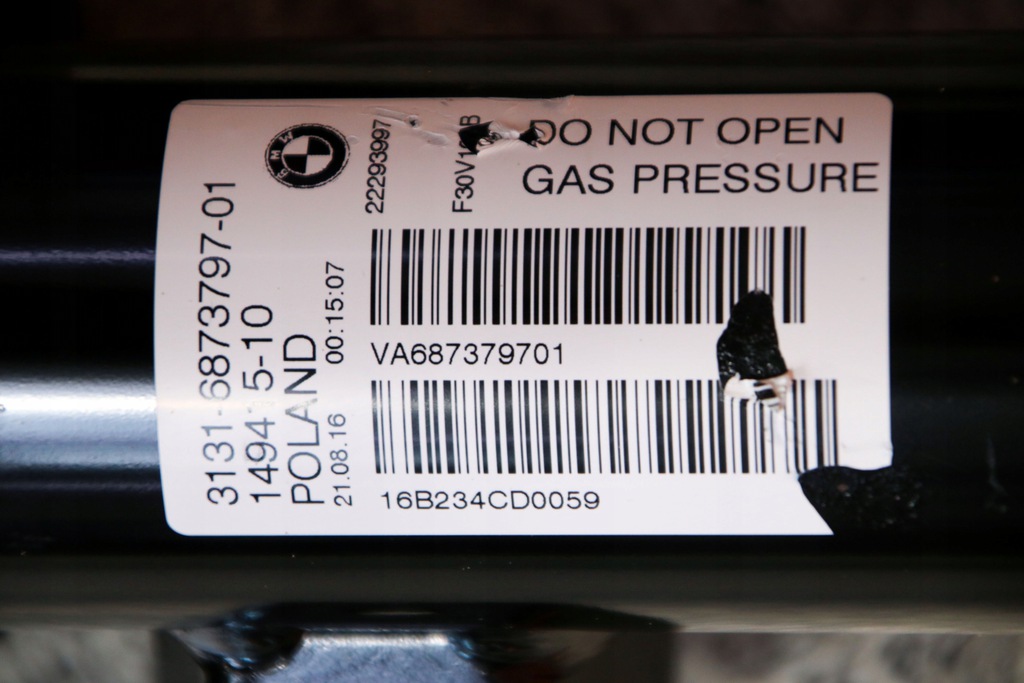 BMW
3131-6873797-01
1494 5-10
POLAND
21.08.16 00:15:07
22293997
DO NOT OPEN
GAS PRESSURE
VA687379701
16B234CD0059